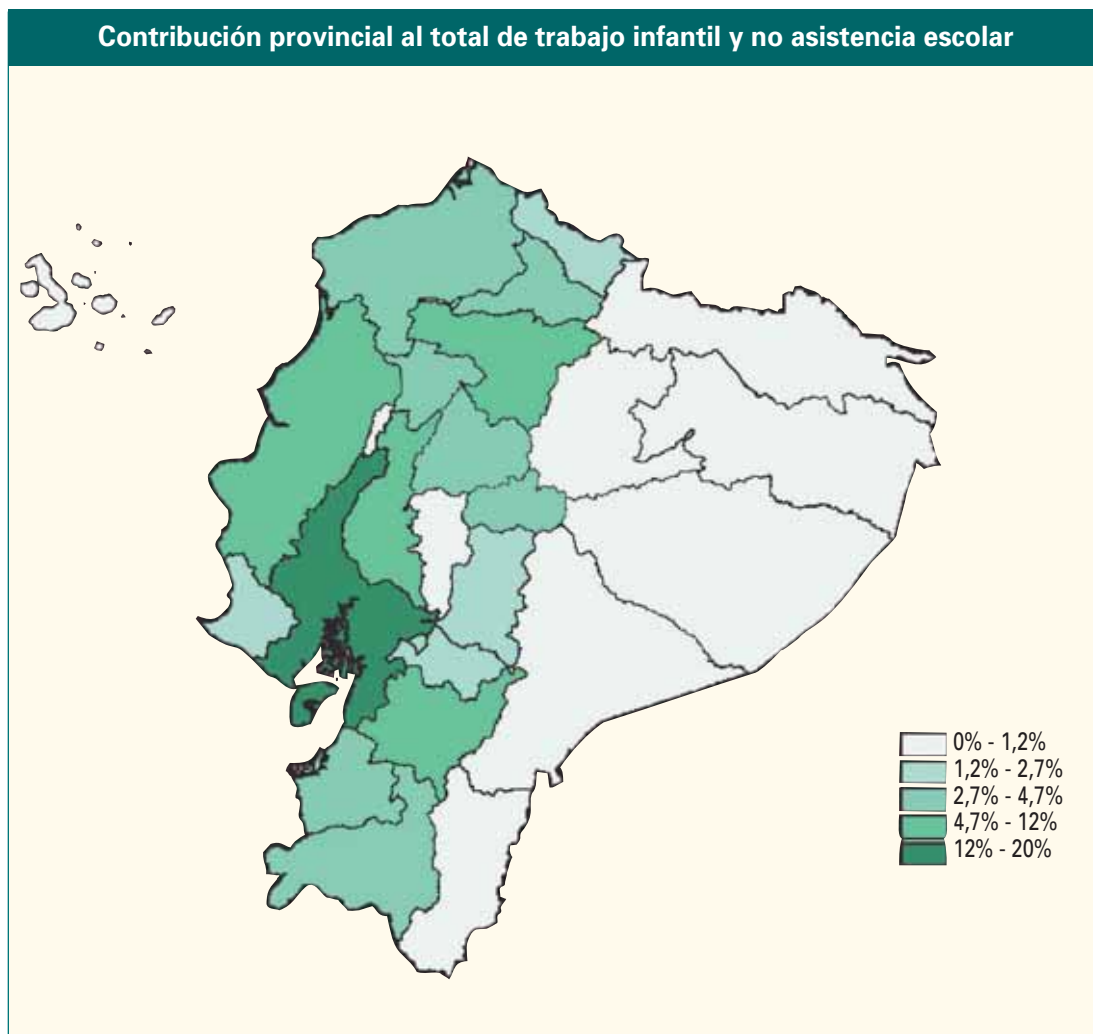 Contribución provincial al total de trabajo infantil y no asistencia escolar
0% - 1,2%
1,2% - 2,7%
2,7% - 4,7%
4,7% - 12%
12% - 20%